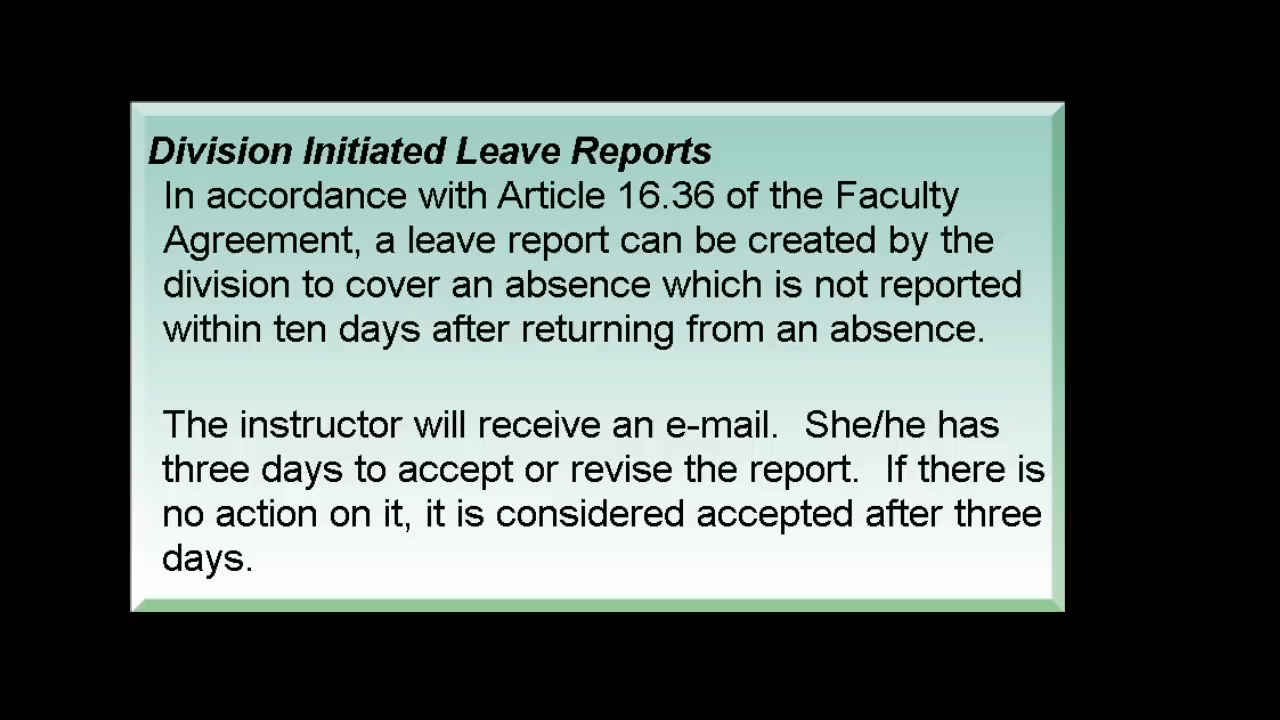 Division Initiated Leave Reports
In accordance with Article 16.36 of the Faculty
Agreement, a leave report can be created by the
division to cover an absence which is not reported
within ten days after returning from an absence.
The instructor will receive an e-mail.  She/he has
three days to accept or revise the report.  If there is
no action on it, it is considered accepted after three
days.